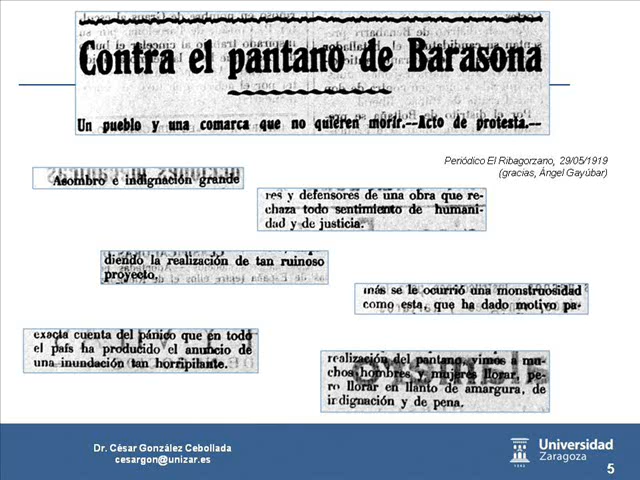 Contra el pantano de Barasona
Un pueblo y una comarca que no quieren morir.--Acto de protesta.--
Periódico El Ribagorzano, 29/05/1919
(gracias, Ángel Gayúbar)
Asombro e indignación grande
res y defensores de una obra que re-
chaza todo sentimiento de humani-
dad y de justicia.
diendo la realización de tan ruinoso
proyecto.
más se le ocurrió una monstruosidad
como esta, que ha dado motivo pa-
exacta cuenta del pánico que en todo
el país ha producido el anuncio de
una inundación tan horripilante.
realización del pantano, vimos a mu-
chos hombres y mujeres llorar, pe-
ro llorar en llanto de amargura, de
indignación y de pena.
Dr. César González Cebollada
cesargon@unizar.es
Universidad
Zaragoza
1542
5